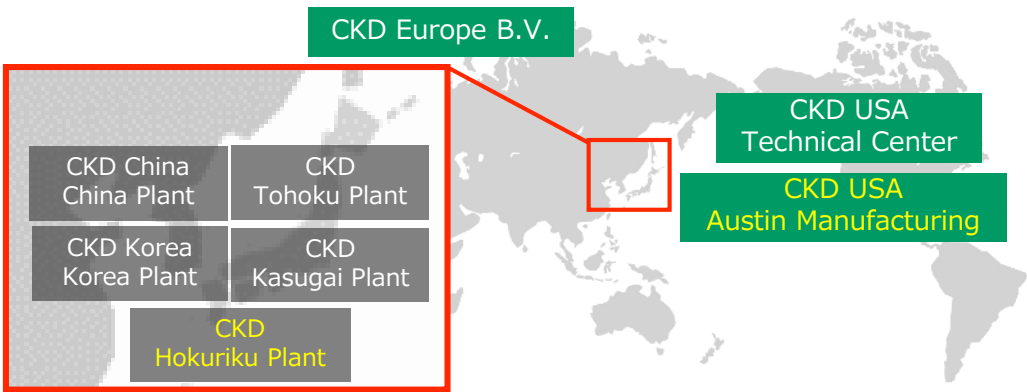 CKD Europe B.V.
CKD USA
Technical Center
CKD USA
Austin Manufacturing
CKD China
China Plant
CKD
Tohoku Plant
CKD Korea
Korea Plant
CKD
Kasugai Plant
CKD
Hokuriku Plant